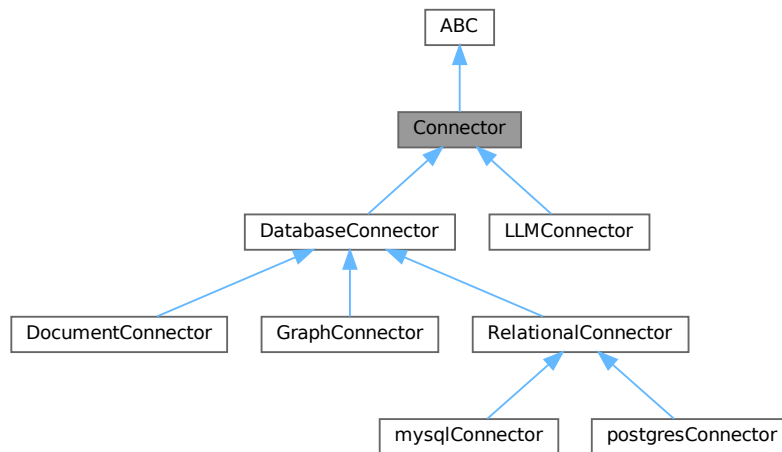 ABC
Connector
DatabaseConnector
LLMConnector
DocumentConnector
GraphConnector
RelationalConnector
mysqlConnector
postgresConnector